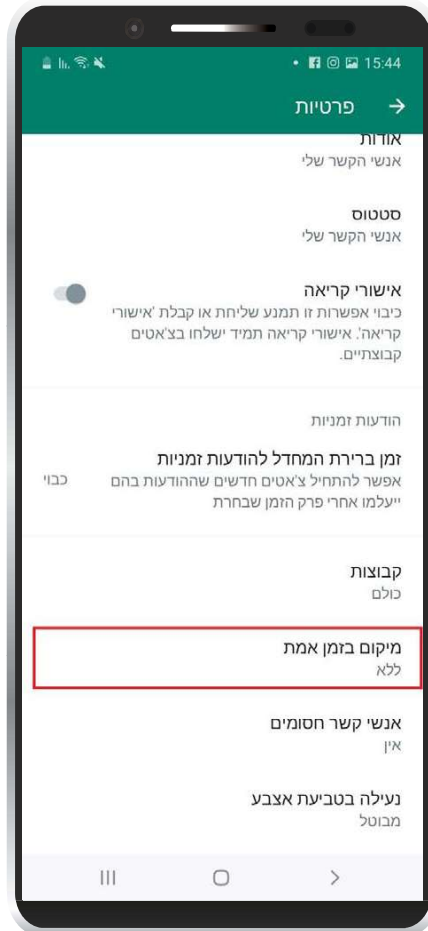 15:44
פרטיות
אודות
אנשי הקשר שלי
סטטוס
אנשי הקשר שלי
אישורי קריאה
כיבוי אפשרות זו תמנע שליחת או קבלת 'אישורי
קריאה'. אישורי קריאה תמיד ישלחו בצ'אטים
קבוצתיים.
הודעות זמניות
זמן ברירת המחדל להודעות זמניות
כבוי
אפשר להתחיל צ'אטים חדשים שההודעות בהם
ייעלמו אחרי פרק הזמן שבחרת
קבוצות
כולם
מיקום בזמן אמת
ללא
אנשי קשר חסומים
אין
נעילה בטביעת אצבע
מבוטל